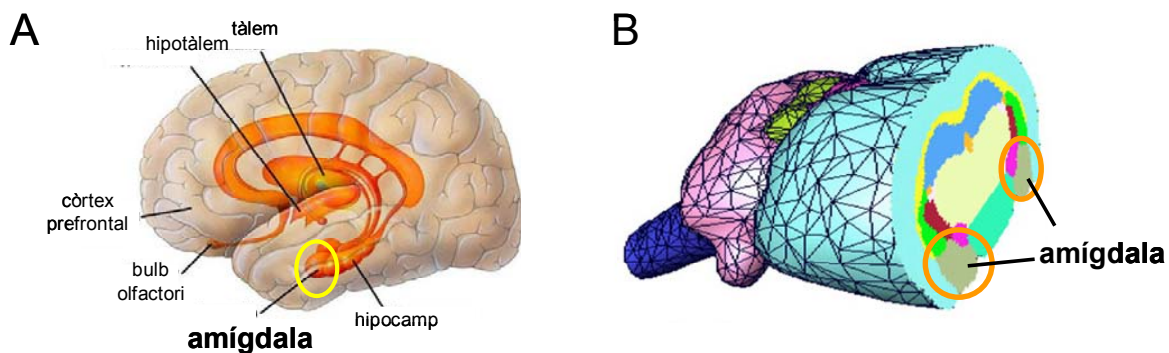 A
B
tàlem
hipotàlem
còrtex
prefrontal
bulb
olfactori
amígdala
hipocamp
amígdala